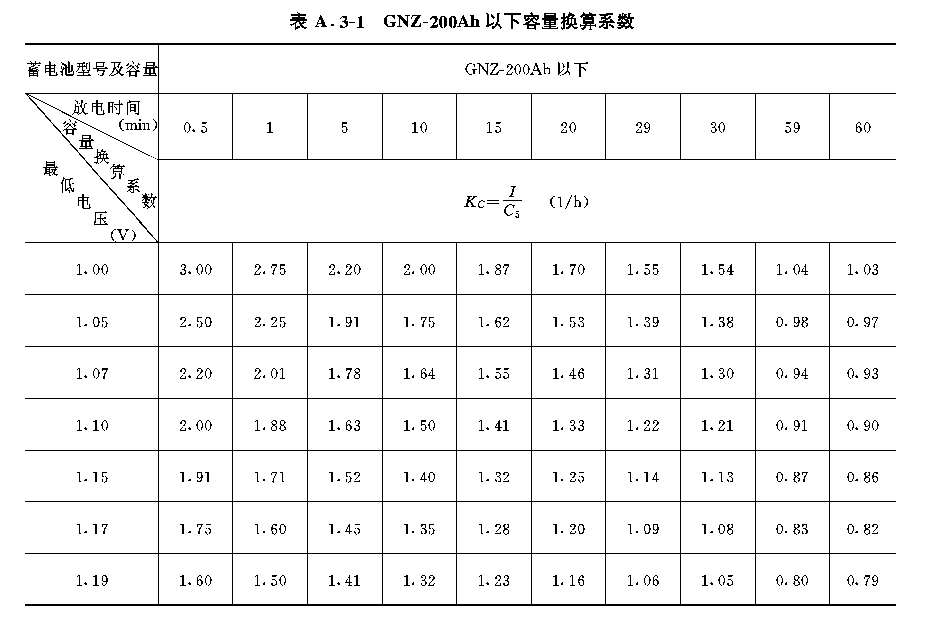 表 A.3-1 GNZ-200Ah 以下容量换算系数
蓄电池型号及容量 GNZ-200Ah 以下
放电时间 (min) 0.5 1 5 10 15 20 29 30 59 60
容量换算系数
最低电压 (V)
K_C=I/C_5 (1/h)
1.00 3.00 2.75 2.20 2.00 1.87 1.70 1.55 1.54 1.04 1.03
1.05 2.50 2.25 1.91 1.75 1.62 1.53 1.39 1.38 0.98 0.97
1.07 2.20 2.01 1.78 1.64 1.55 1.46 1.31 1.30 0.94 0.93
1.10 2.00 1.88 1.63 1.50 1.41 1.33 1.22 1.21 0.91 0.90
1.15 1.91 1.71 1.52 1.40 1.32 1.25 1.14 1.13 0.87 0.86
1.17 1.75 1.60 1.45 1.35 1.28 1.20 1.09 1.08 0.83 0.82
1.19 1.60 1.50 1.41 1.32 1.23 1.16 1.06 1.05 0.80 0.79